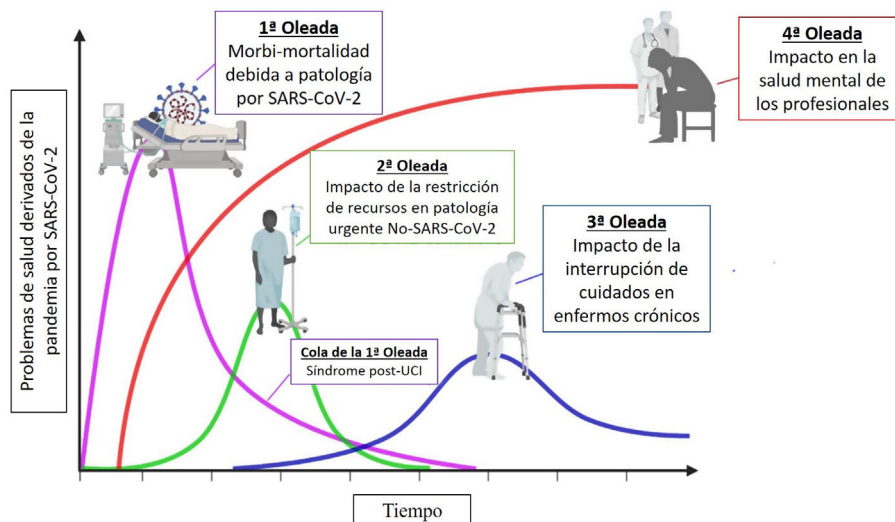 1ª Oleada
Morbi-mortalidad
debida a patología
por SARS-CoV-2
4ª Oleada
Impacto en la
salud mental de
los profesionales
2ª Oleada
Impacto de la restricción
de recursos en patología
urgente No-SARS-CoV-2
3ª Oleada
Impacto de la
interrupción de
cuidados en
enfermos crónicos
Cola de la 1ª Oleada
Síndrome post-UCI
Problemas de salud derivados de la
pandemia por SARS-CoV-2
Tiempo